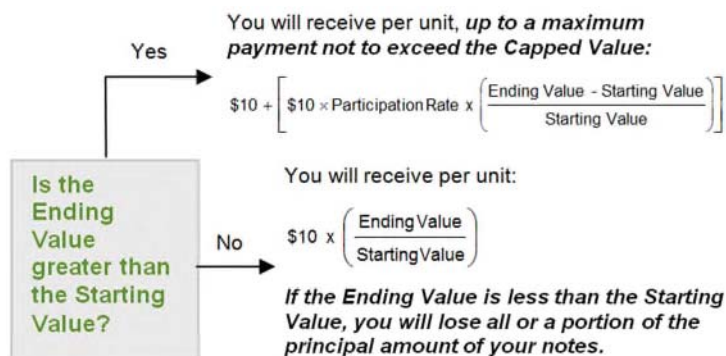 You will receive per unit, up to a maximum
payment not to exceed the Capped Value:
Yes
$10 + [ $10 × Participation Rate x ( Ending Value - Starting Value / Starting Value ) ]
Is the
Ending
Value
greater than
the Starting
Value?
You will receive per unit:
No
$10 x ( Ending Value / Starting Value )
If the Ending Value is less than the Starting
Value, you will lose all or a portion of the
principal amount of your notes.